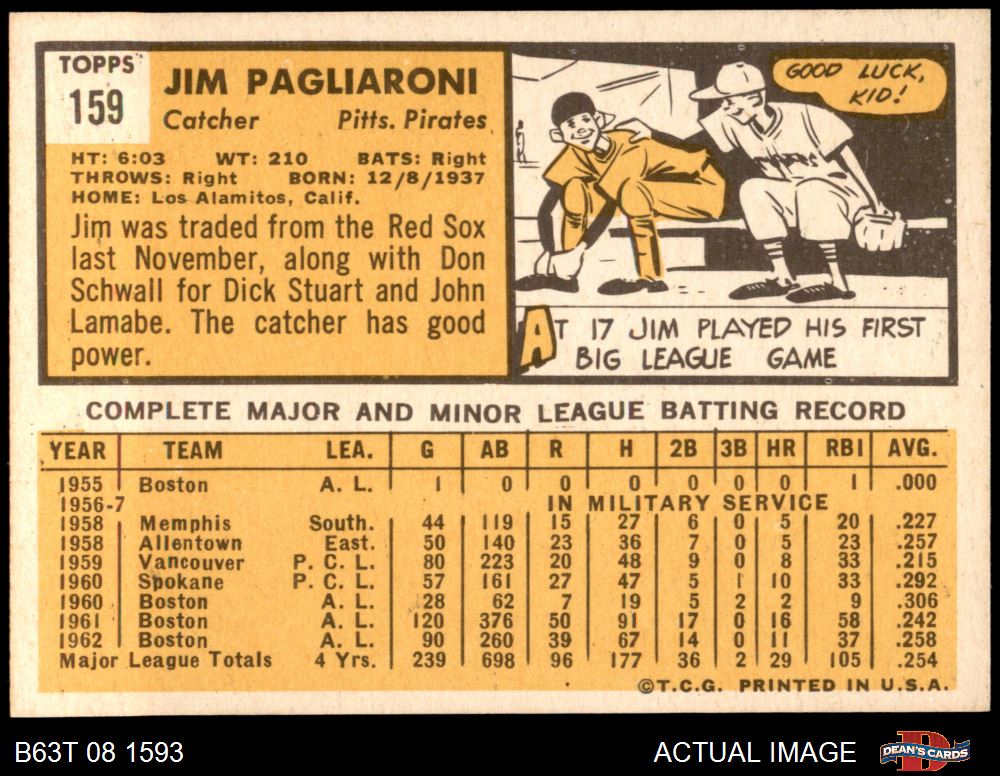 TOPPS
159
JIM PAGLIARONI
Catcher Pitts. Pirates
HT: 6:03 WT: 210 BATS: Right
THROWS: Right BORN: 12/8/1937
HOME: Los Alamitos, Calif.
Jim was traded from the Red Sox
last November, along with Don
Schwall for Dick Stuart and John
Lamabe. The catcher has good
power.
GOOD LUCK,
KID!
AT 17 JIM PLAYED HIS FIRST
BIG LEAGUE GAME
COMPLETE MAJOR AND MINOR LEAGUE BATTING RECORD
YEAR TEAM LEA. G AB R H 2B 3B HR RBI AVG.
1955 Boston A. L. 1 0 0 0 0 0 0 1 .000
1956-7 IN MILITARY SERVICE
1958 Memphis South. 44 119 15 27 6 0 5 20 .227
1958 Allentown East. 50 140 23 36 7 0 5 23 .257
1959 Vancouver P. C. L. 80 223 20 48 9 0 8 33 .215
1960 Spokane P. C. L. 57 161 27 47 5 1 10 33 .292
1960 Boston A. L. 28 62 7 19 5 2 2 9 .306
1961 Boston A. L. 120 376 50 91 17 0 16 58 .242
1962 Boston A. L. 90 260 39 67 14 0 11 37 .258
Major League Totals 4 Yrs. 239 698 96 177 36 2 29 105 .254
©T.C.G. PRINTED IN U.S.A.
B63T 08 1593 ACTUAL IMAGE DEAN'S CARDS